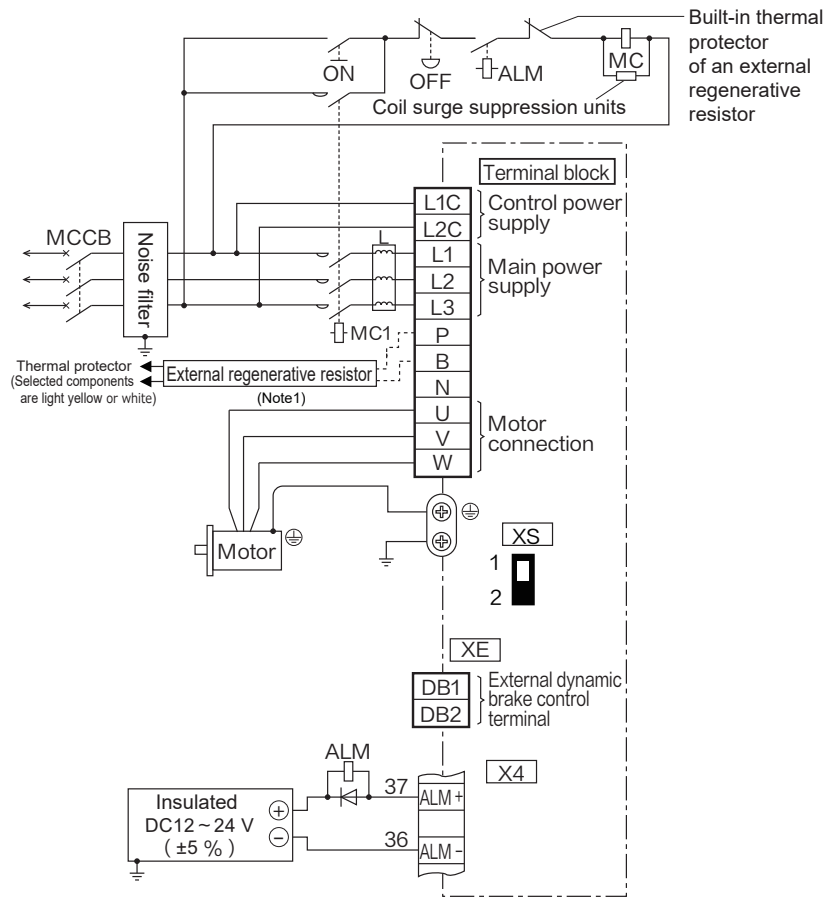 Built-in thermal
protector
of an external
regenerative
resistor
ON
OFF
ALM
MC
Coil surge suppression units
Terminal block
L1C
L2C
Control power
supply
MCCB
Noise filter
L
L1
L2
L3
Main power
supply
MC1
P
B
N
Thermal protector
(Selected components
are light yellow or white)
External regenerative resistor
(Note1)
U
V
W
Motor
connection
Motor
XS
1
2
XE
DB1
DB2
External dynamic
brake control
terminal
ALM
X4
Insulated
DC12 ~ 24 V
( ±5 % )
+
−
37
ALM +
36
ALM −